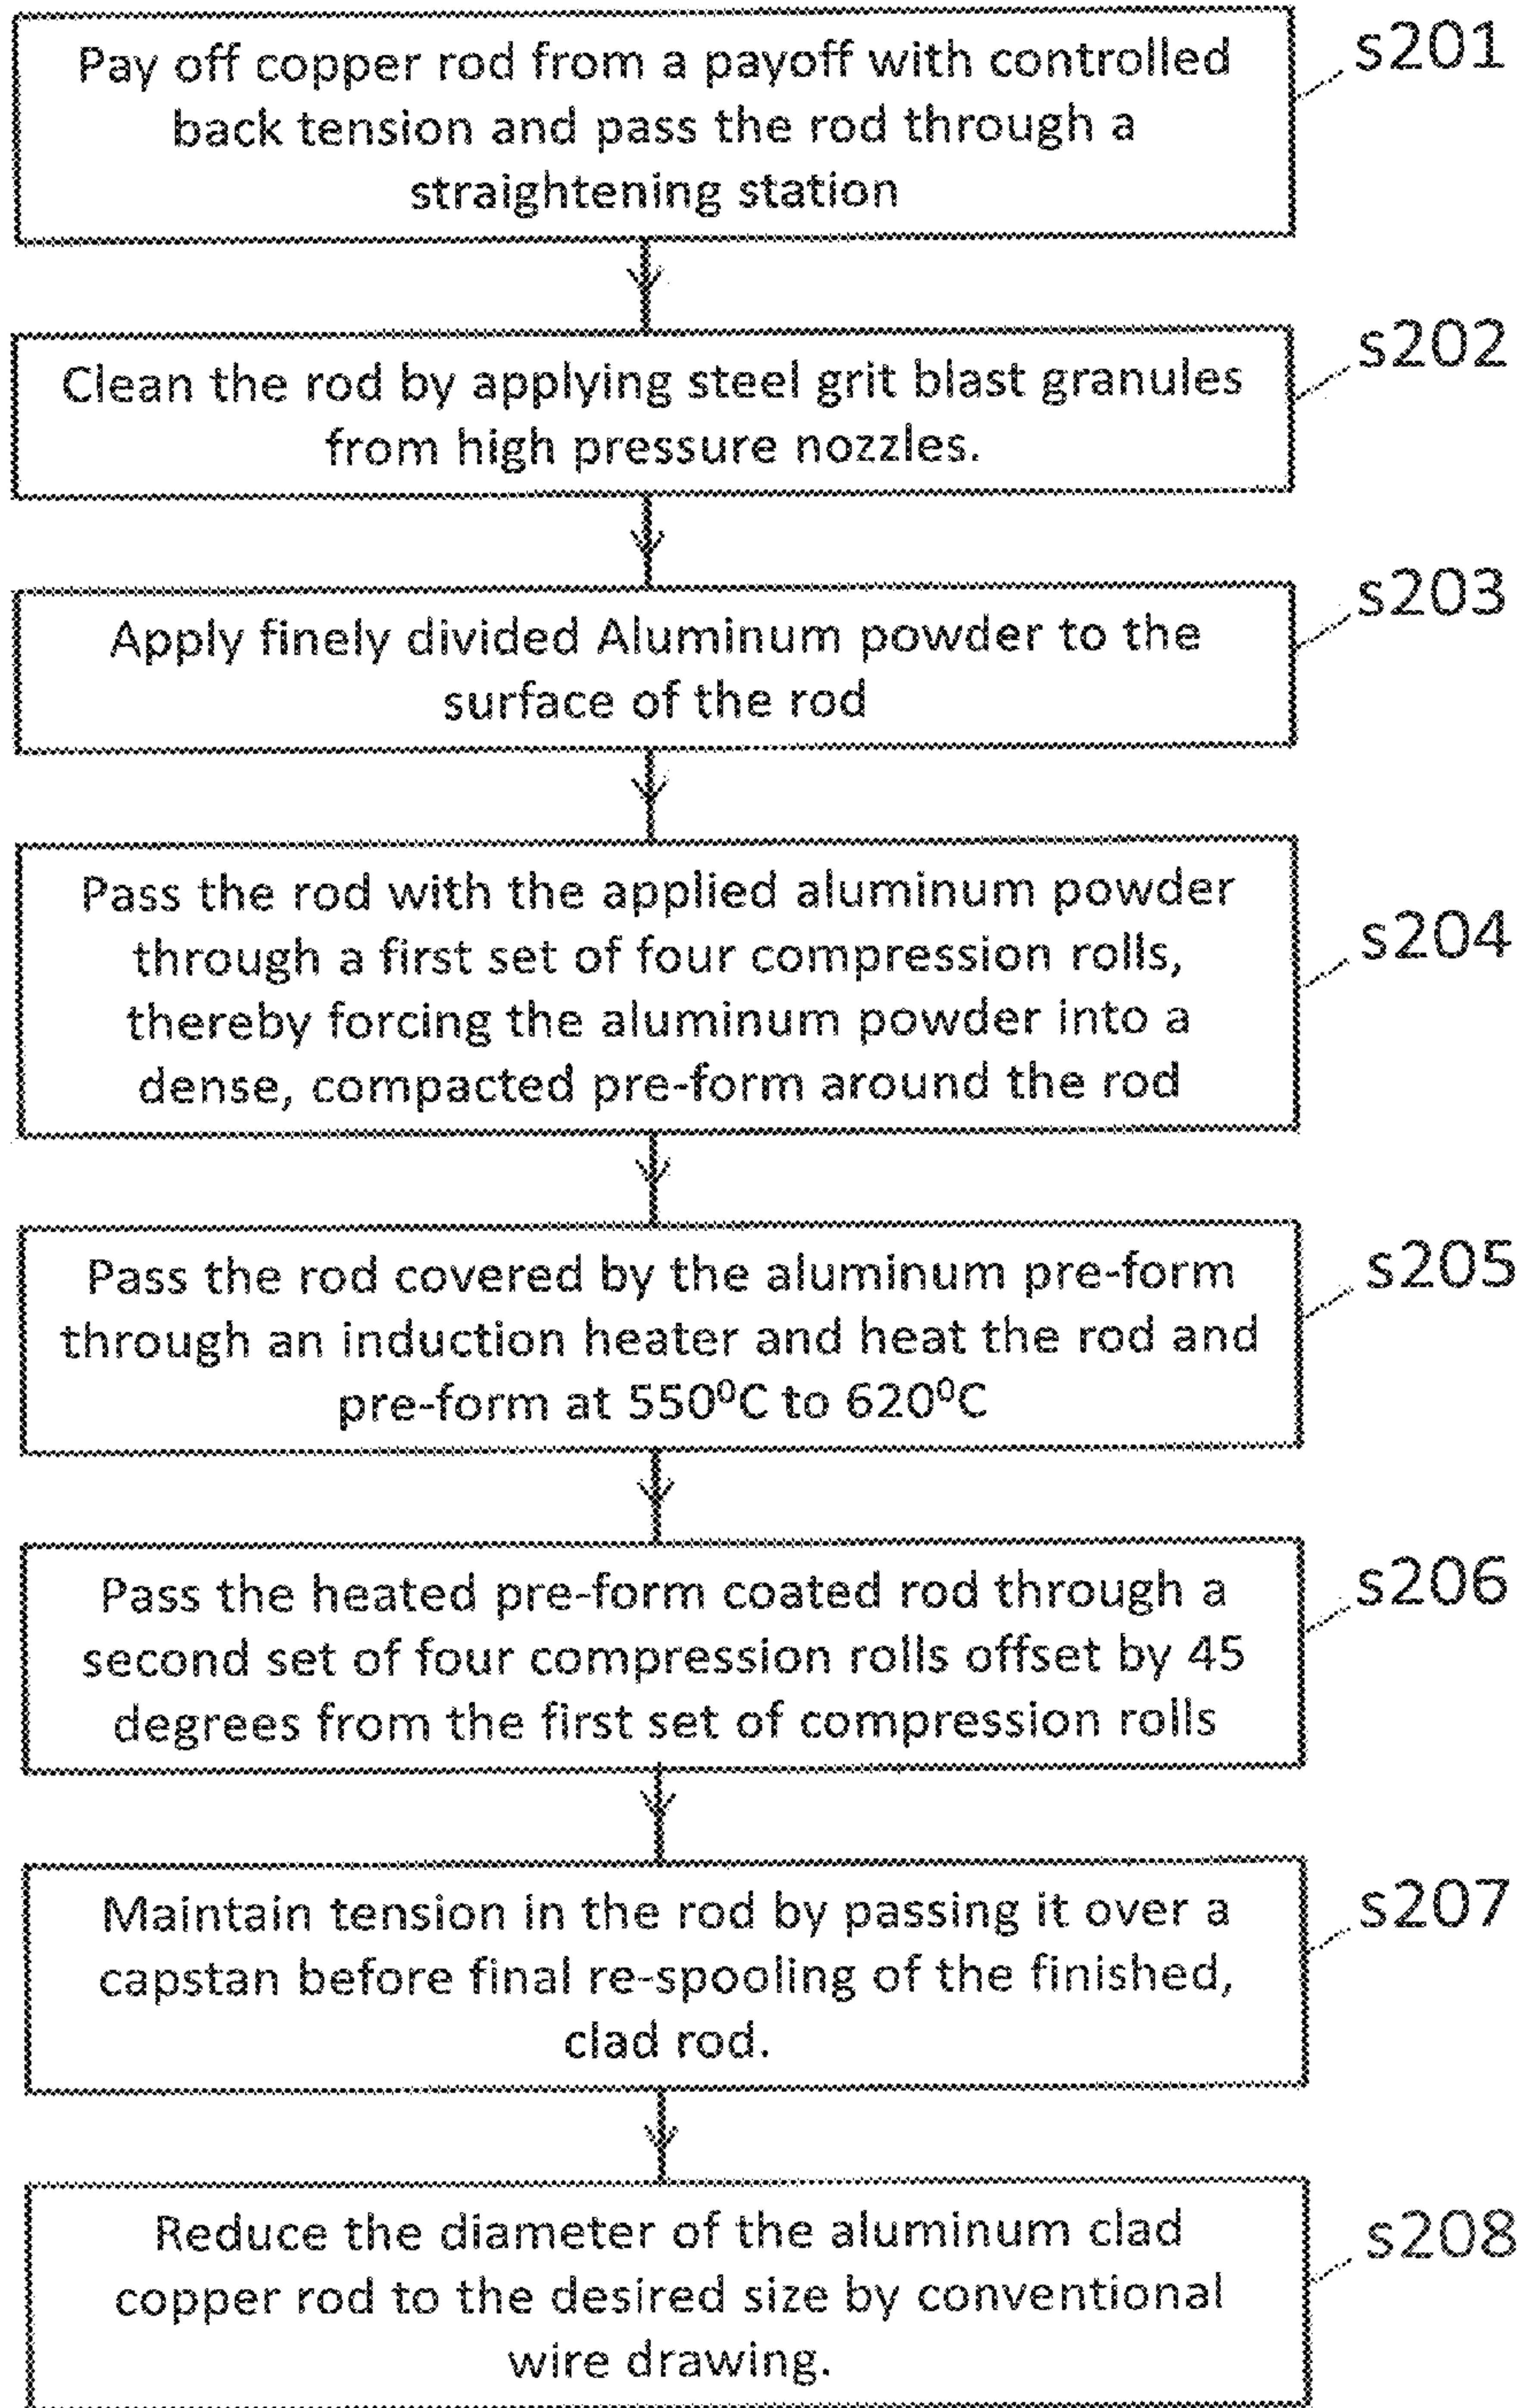 Pay off copper rod from a payoff with controlled
back tension and pass the rod through a
straightening station
s201
Clean the rod by applying steel grit blast granules
from high pressure nozzles.
s202
Apply finely divided Aluminum powder to the
surface of the rod
s203
Pass the rod with the applied aluminum powder
through a first set of four compression rolls,
thereby forcing the aluminum powder into a
dense, compacted pre-form around the rod
s204
Pass the rod covered by the aluminum pre-form
through an induction heater and heat the rod and
pre-form at 550⁰C to 620⁰C
s205
Pass the heated pre-form coated rod through a
second set of four compression rolls offset by 45
degrees from the first set of compression rolls
s206
Maintain tension in the rod by passing it over a
capstan before final re-spooling of the finished,
clad rod.
s207
Reduce the diameter of the aluminum clad
copper rod to the desired size by conventional
wire drawing.
s208